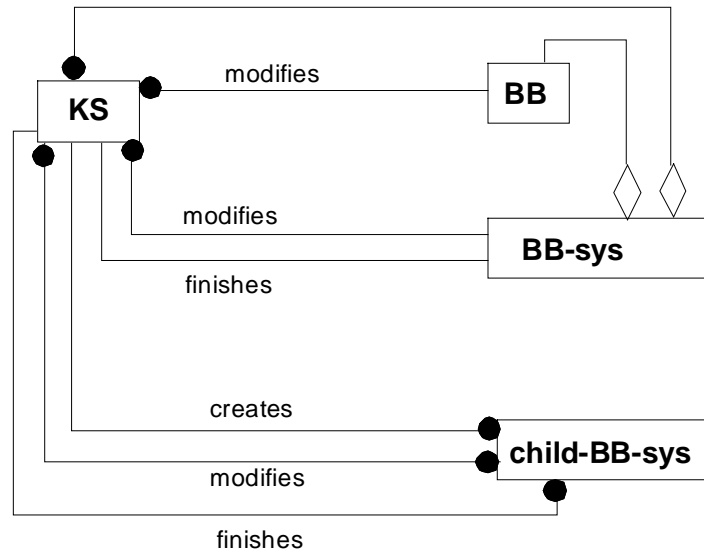 modifies
BB
KS
modifies
BB-sys
finishes
creates
child-BB-sys
modifies
finishes